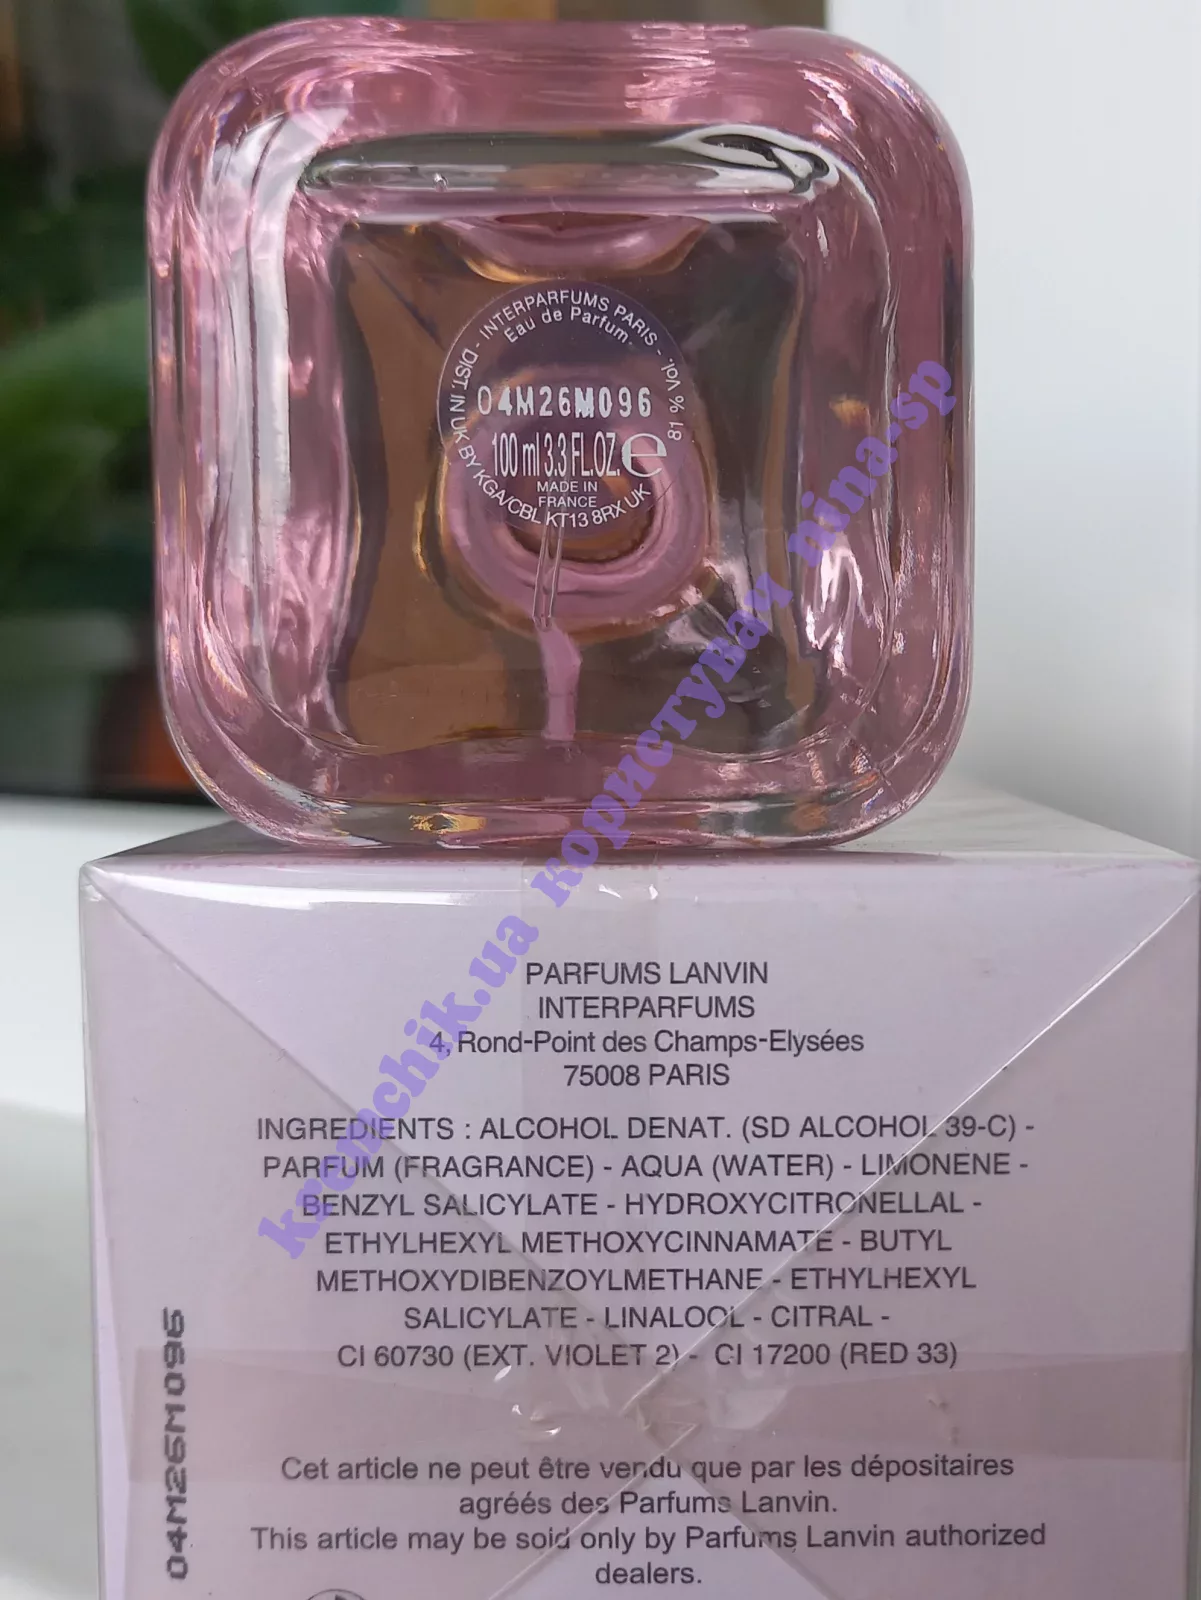 DIST. IN UK BY KGA/CBL KT13 8RX UK - INTERPARFUMS PARIS - Vol. % 81
Eau de Parfum
04M26M096
100 ml 3.3 FL.OZ. e
MADE IN
FRANCE
kremchik.ua користувач nina-sp
PARFUMS LANVIN
INTERPARFUMS
4, Rond-Point des Champs-Elysées
75008 PARIS
INGREDIENTS : ALCOHOL DENAT. (SD ALCOHOL 39-C) -
PARFUM (FRAGRANCE) - AQUA (WATER) - LIMONENE -
BENZYL SALICYLATE - HYDROXYCITRONELLAL -
ETHYLHEXYL METHOXYCINNAMATE - BUTYL
METHOXYDIBENZOYLMETHANE - ETHYLHEXYL
SALICYLATE - LINALOOL - CITRAL -
CI 60730 (EXT. VIOLET 2) - CI 17200 (RED 33)
04M26M096
Cet article ne peut être vendu que par les dépositaires
agréés des Parfums Lanvin.
This article may be sold only by Parfums Lanvin authorized
dealers.